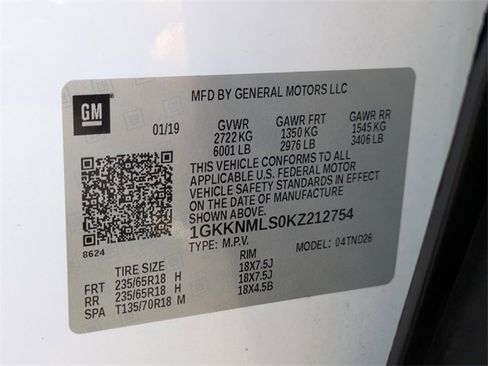 GM
MFD BY GENERAL MOTORS LLC
01/19 GVWR GAWR FRT GAWR RR
2722 KG 1350 KG 1545 KG
6001 LB 2976 LB 3406 LB
THIS VEHICLE CONFORMS TO ALL
APPLICABLE U.S. FEDERAL MOTOR
VEHICLE SAFETY STANDARDS IN EFFECT
ON THE DATE OF MANUFACTURE
SHOWN ABOVE.
1GKKNMLS0KZ212754
8624
TYPE: M.P.V. MODEL: 04TND26
TIRE SIZE RIM
FRT 235/65R18 H 18X7.5J
RR 235/65R18 H 18X7.5J
SPA T135/70R18 M 18X4.5B